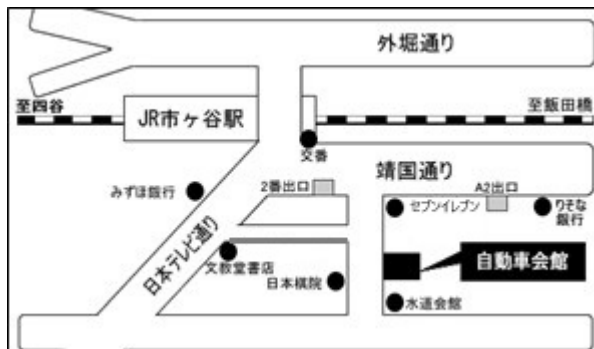 外堀通り
至四谷
JR市ヶ谷駅
至飯田橋
交番
靖国通り
みずほ銀行
2番出口
A2出口
セブンイレブン
りそな
銀行
日本テレビ通り
文教堂書店
日本棋院
自動車会館
水道会館